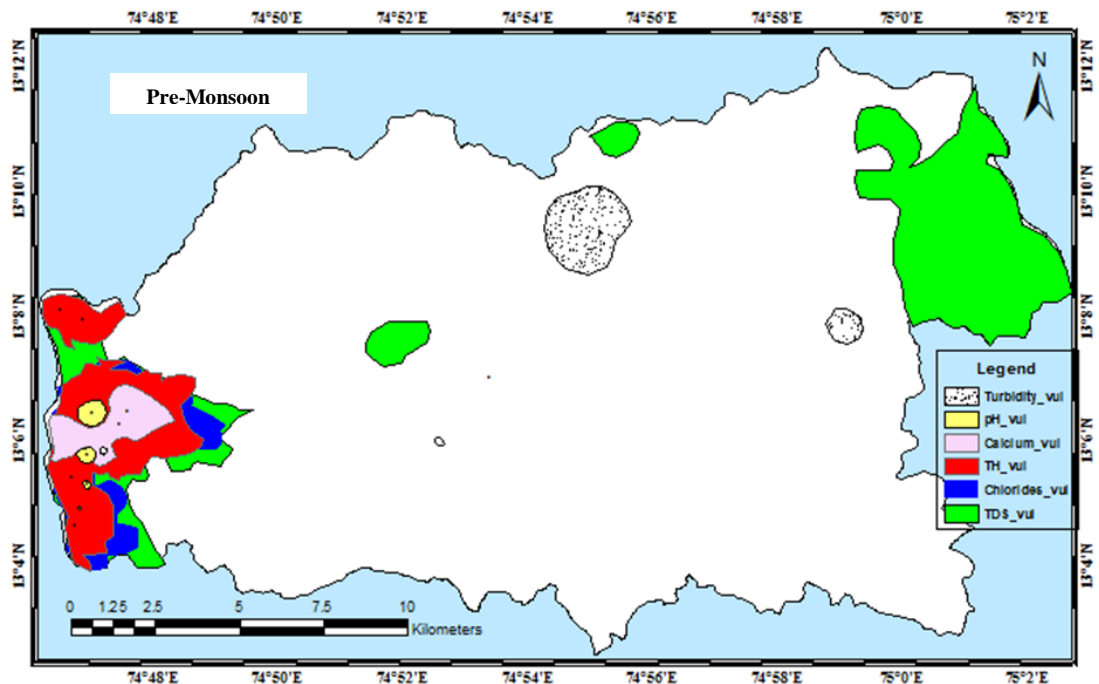 74°48'E 74°50'E 74°52'E 74°54'E 74°56'E 74°58'E 75°0'E 75°2'E
Pre-Monsoon
N
13°12'N 13°12'N
13°10'N 13°10'N
13°8'N 13°8'N
13°6'N 13°6'N
13°4'N 13°4'N
Legend
Turbidity_vul
pH_vul
Calcium_vul
TH_vul
Chlorides_vul
TDS_vul
0 1.25 2.5 5 7.5 10
Kilometers
74°48'E 74°50'E 74°52'E 74°54'E 74°56'E 74°58'E 75°0'E 75°2'E